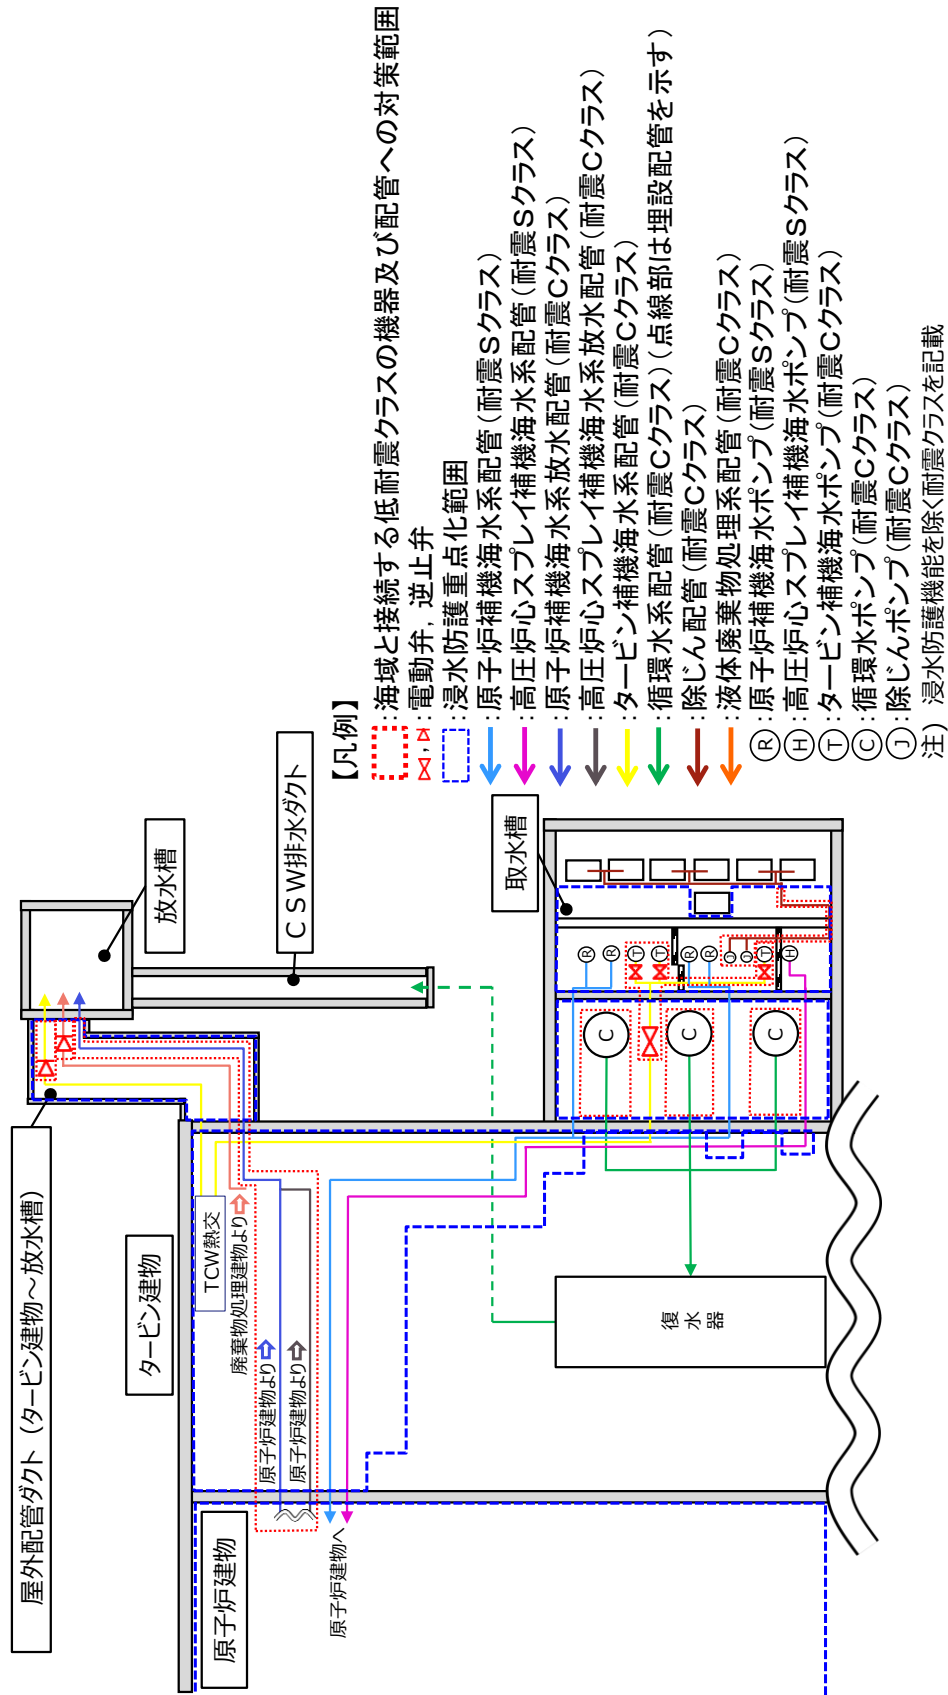 屋外配管ダクト（タービン建物～放水槽）
放水槽
ＣＳＷ排水ダクト
タービン建物
原子炉建物
取水槽
TCW熱交
廃棄物処理建物より
原子炉建物より
原子炉建物より
原子炉建物へ
復水器
R
R
T
T
R
R
J
J
T
H
C
C
C
【凡例】
：海域と接続する低耐震クラスの機器及び配管への対策範囲
，：電動弁，逆止弁
：浸水防護重点化範囲
：原子炉補機海水系配管（耐震Sクラス）
：高圧炉心スプレイ補機海水系配管（耐震Sクラス）
：原子炉補機海水系放水配管（耐震Cクラス）
：高圧炉心スプレイ補機海水系放水配管（耐震Cクラス）
：タービン補機海水系配管（耐震Cクラス）
：循環水系配管（耐震Cクラス）（点線部は埋設配管を示す）
：除じん配管（耐震Cクラス）
：液体廃棄物処理系配管（耐震Cクラス）
R：原子炉補機海水ポンプ（耐震Sクラス）
H：高圧炉心スプレイ補機海水ポンプ（耐震Sクラス）
T：タービン補機海水ポンプ（耐震Cクラス）
C：循環水ポンプ（耐震Cクラス）
J：除じんポンプ（耐震Cクラス）
注）浸水防護機能を除く耐震クラスを記載